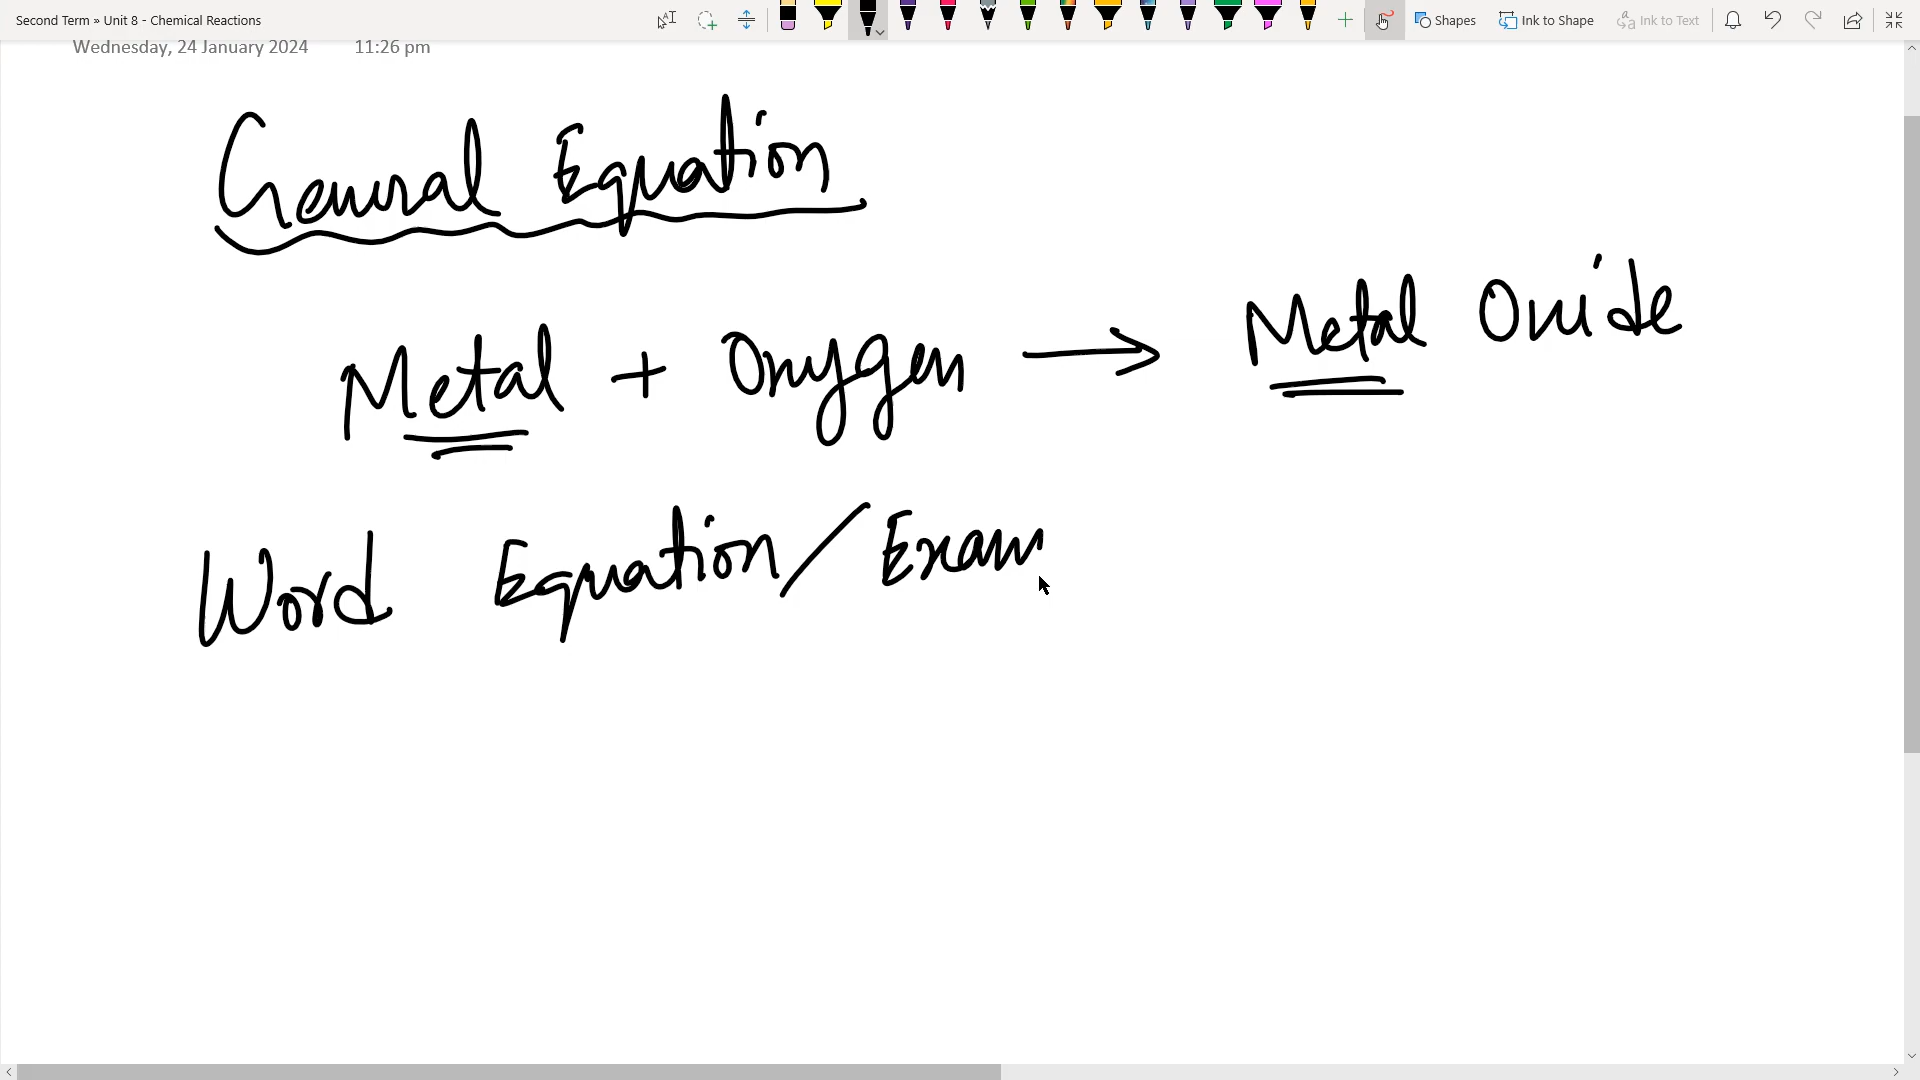 Second Term » Unit 8 - Chemical Reactions
Shapes Ink to Shape Ink to Text
Wednesday, 24 January 2024 11:26 pm
General Equation
Metal + Oxygen → Metal Oxide
Word Equation/Exam